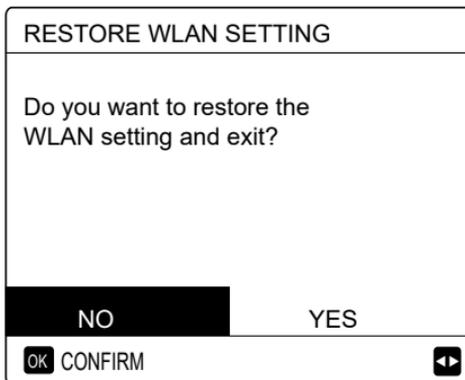 RESTORE WLAN SETTING
Do you want to restore the
WLAN setting and exit?
NO YES
OK CONFIRM